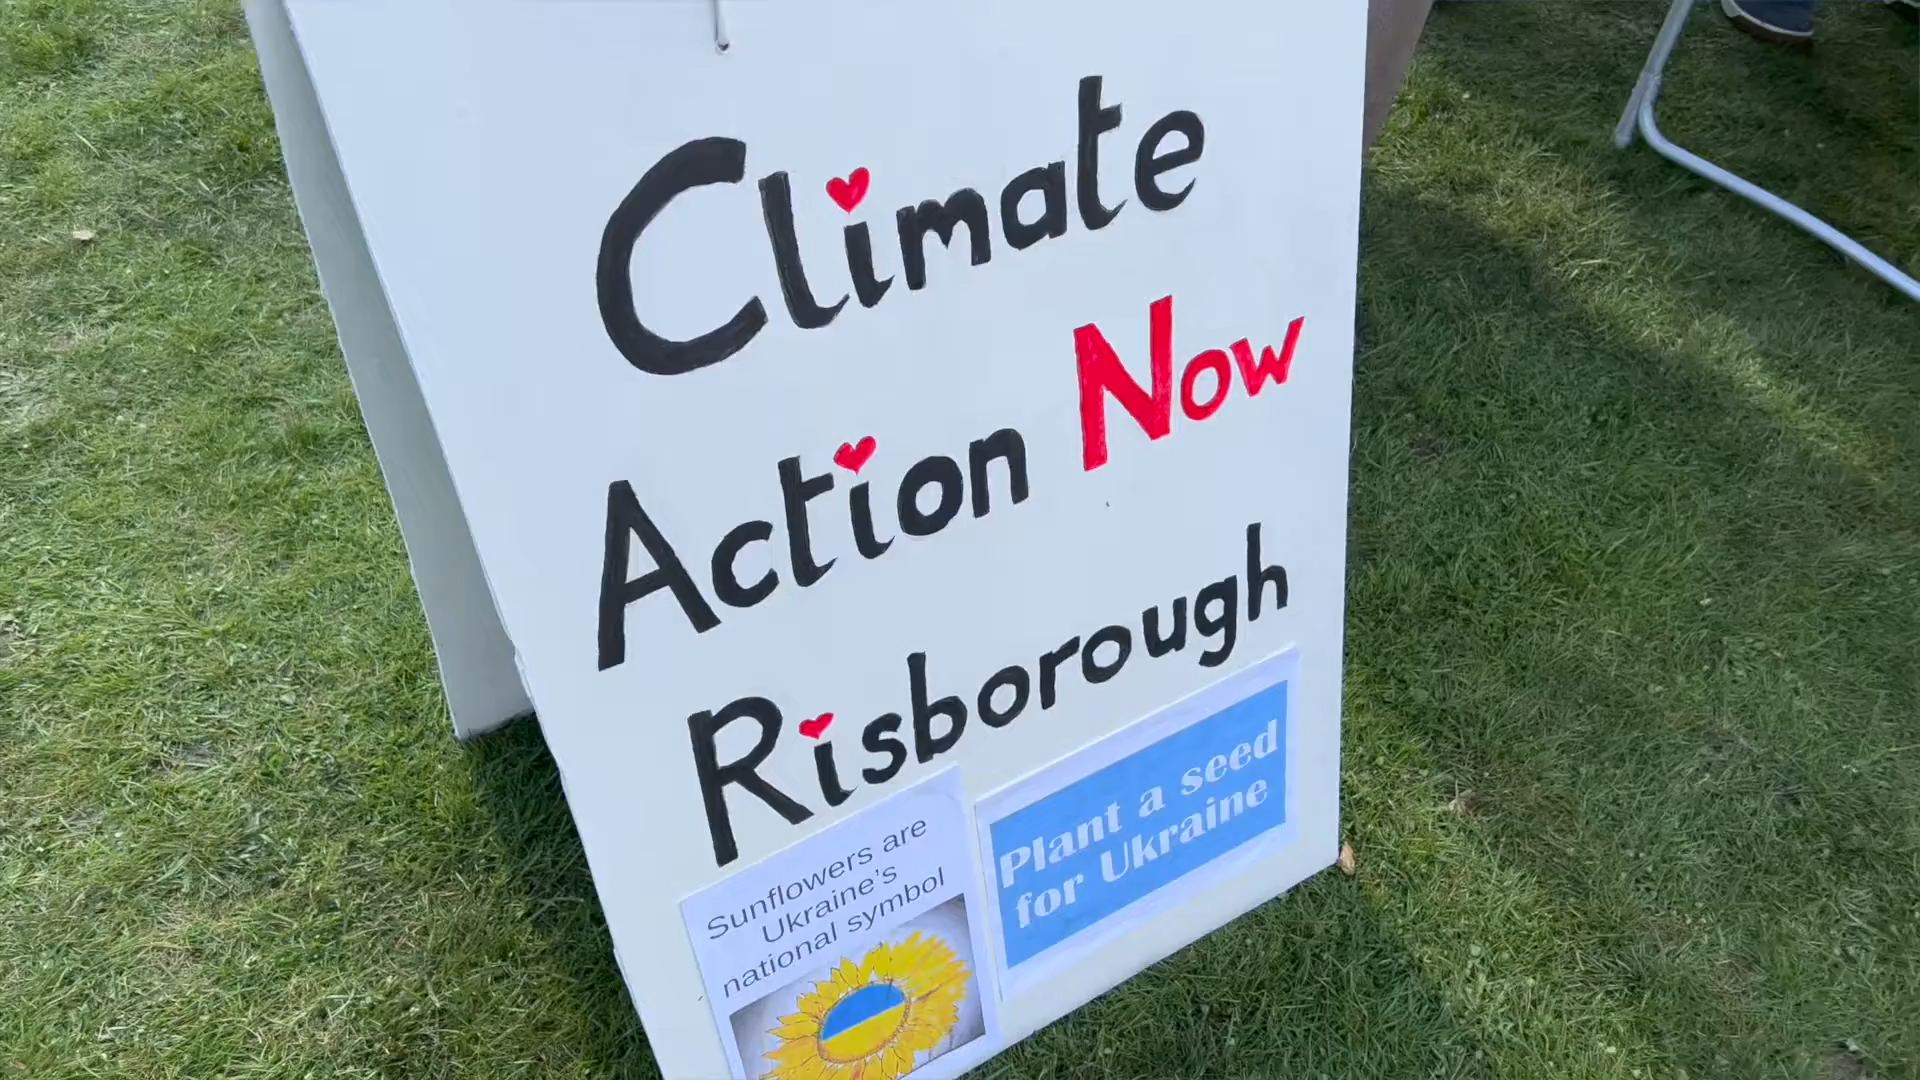 Climate
Action Now
Risborough
Sunflowers are
Ukraine's
national symbol
Plant a seed
for Ukraine